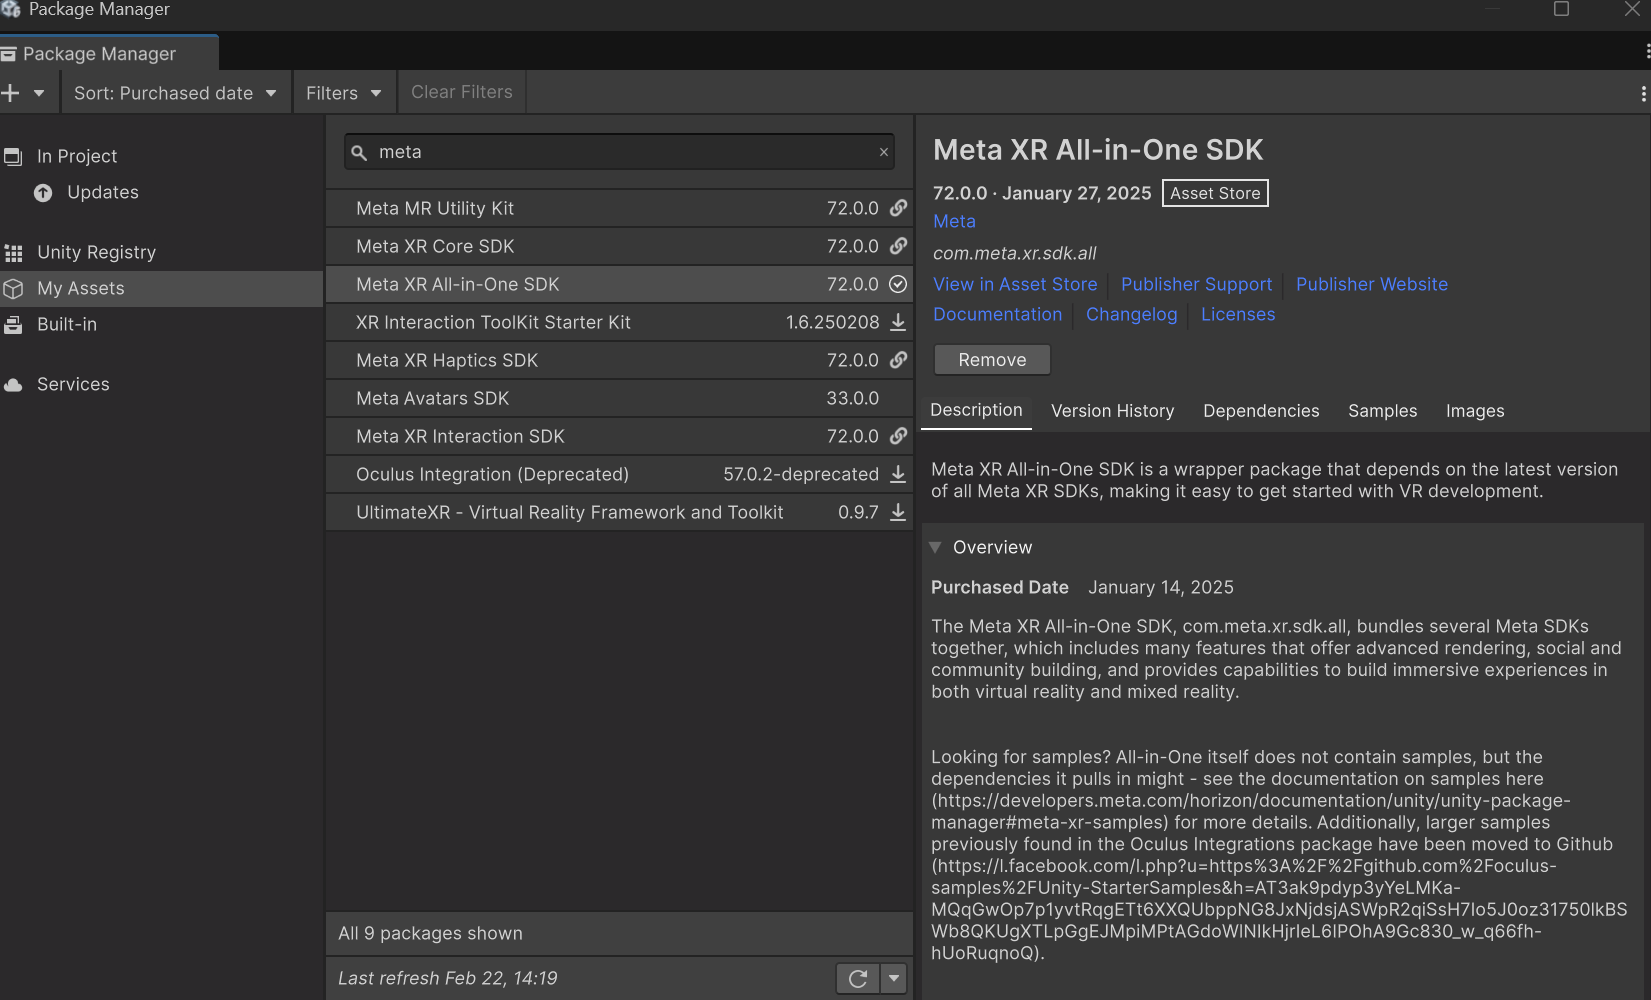 Package Manager
Package Manager
Sort: Purchased date
Filters
Clear Filters
In Project
Updates
Unity Registry
My Assets
Built-in
Services
meta
Meta MR Utility Kit 72.0.0
Meta XR Core SDK 72.0.0
Meta XR All-in-One SDK 72.0.0
XR Interaction ToolKit Starter Kit 1.6.250208
Meta XR Haptics SDK 72.0.0
Meta Avatars SDK 33.0.0
Meta XR Interaction SDK 72.0.0
Oculus Integration (Deprecated) 57.0.2-deprecated
UltimateXR - Virtual Reality Framework and Toolkit 0.9.7
All 9 packages shown
Last refresh Feb 22, 14:19
Meta XR All-in-One SDK
72.0.0 · January 27, 2025 Asset Store
Meta
com.meta.xr.sdk.all
View in Asset Store Publisher Support Publisher Website
Documentation Changelog Licenses
Remove
Description Version History Dependencies Samples Images
Meta XR All-in-One SDK is a wrapper package that depends on the latest version
of all Meta XR SDKs, making it easy to get started with VR development.
Overview
Purchased Date January 14, 2025
The Meta XR All-in-One SDK, com.meta.xr.sdk.all, bundles several Meta SDKs
together, which includes many features that offer advanced rendering, social and
community building, and provides capabilities to build immersive experiences in
both virtual reality and mixed reality.
Looking for samples? All-in-One itself does not contain samples, but the
dependencies it pulls in might - see the documentation on samples here
(https://developers.meta.com/horizon/documentation/unity/unity-package-
manager#meta-xr-samples) for more details. Additionally, larger samples
previously found in the Oculus Integrations package have been moved to Github
(https://l.facebook.com/l.php?u=https%3A%2F%2Fgithub.com%2Foculus-
samples%2FUnity-StarterSamples&h=AT3ak9pdyp3yYeLMKa-
MQqGwOp7p1yvtRqgETt6XXQUbppNG8JxNjdsjASWpR2qiSsH7Io5J0oz31750lkBS
Wb8QKUgXTLpGgEJMpiMPtAGdoWlNIkHjrIeL6IPOhA9Gc830_w_q66fh-
hUoRuqnoQ).